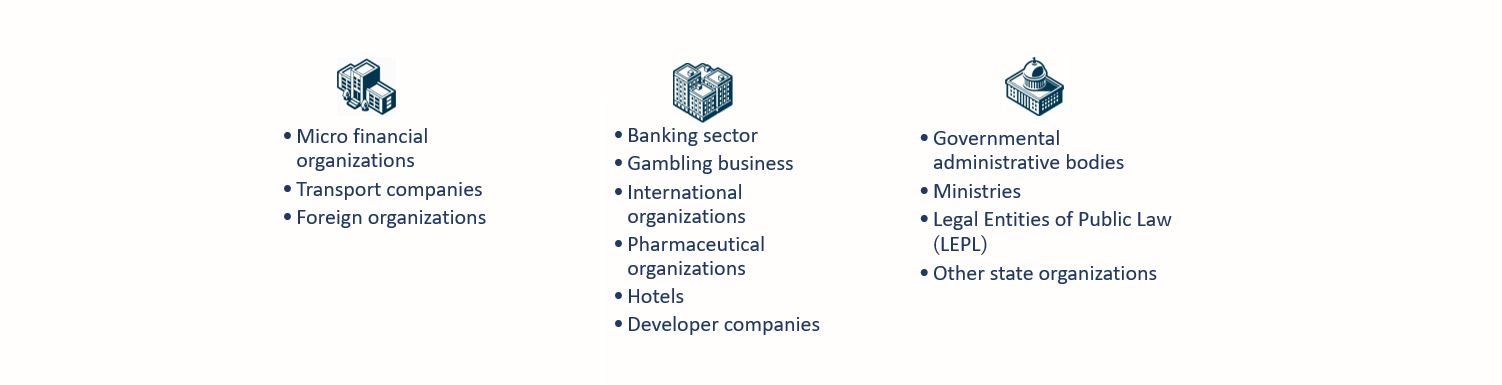 • Micro financial
organizations
• Transport companies
• Foreign organizations
• Banking sector
• Gambling business
• International
organizations
• Pharmaceutical
organizations
• Hotels
• Developer companies
• Governmental
administrative bodies
• Ministries
• Legal Entities of Public Law
(LEPL)
• Other state organizations